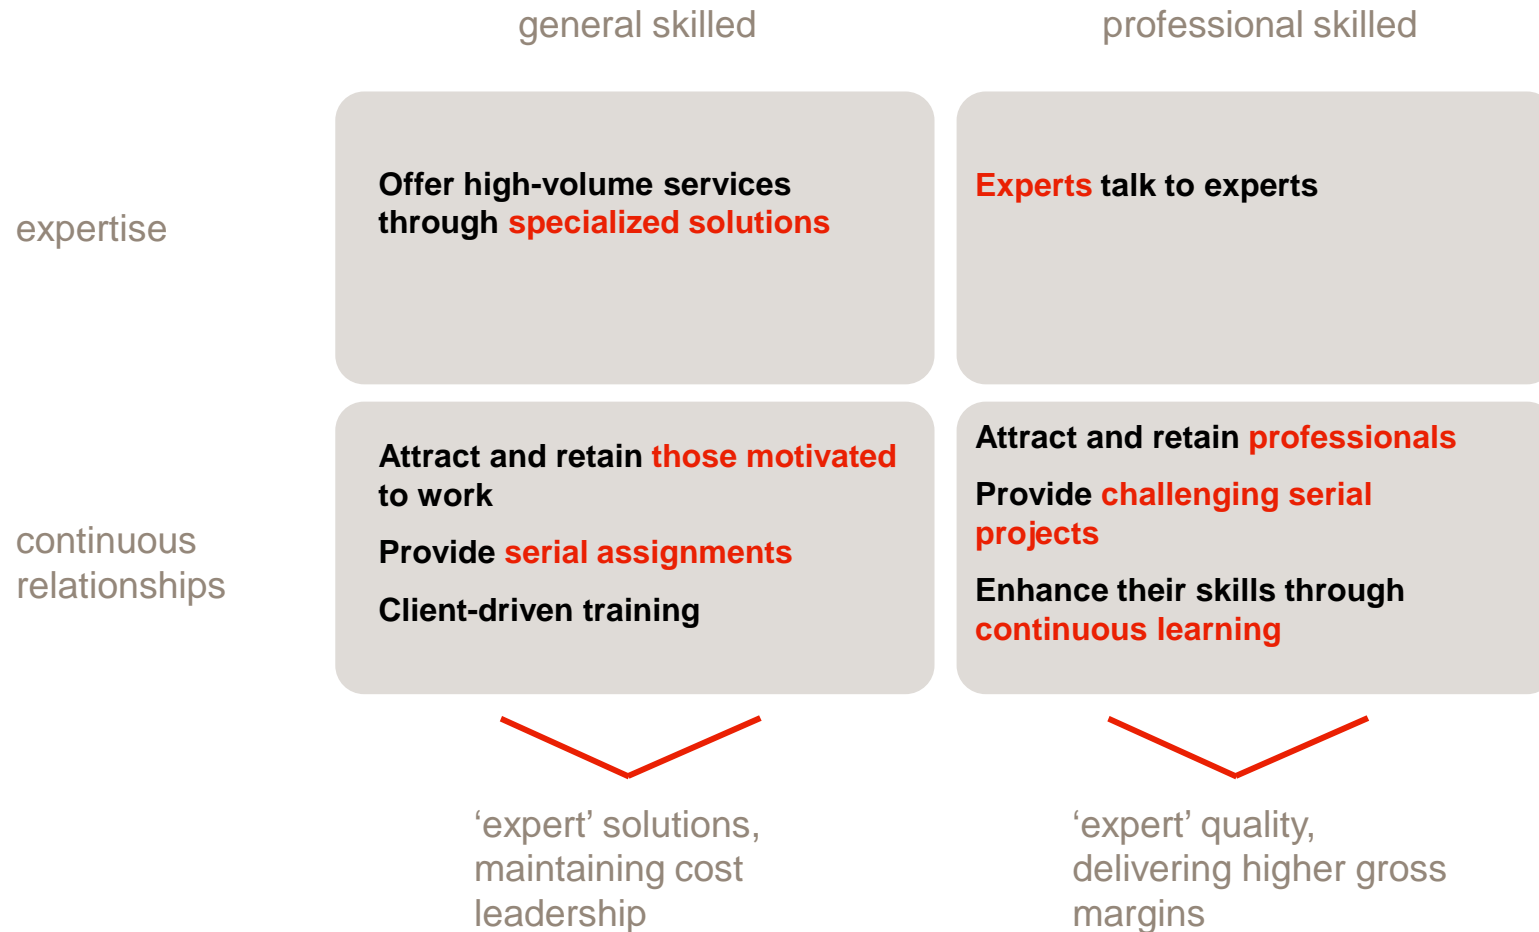 general skilled
professional skilled
expertise
Offer high-volume services
through specialized solutions
Experts talk to experts
continuous
relationships
Attract and retain those motivated
to work
Provide serial assignments
Client-driven training
Attract and retain professionals
Provide challenging serial
projects
Enhance their skills through
continuous learning
‘expert’ solutions,
maintaining cost
leadership
‘expert’ quality,
delivering higher gross
margins